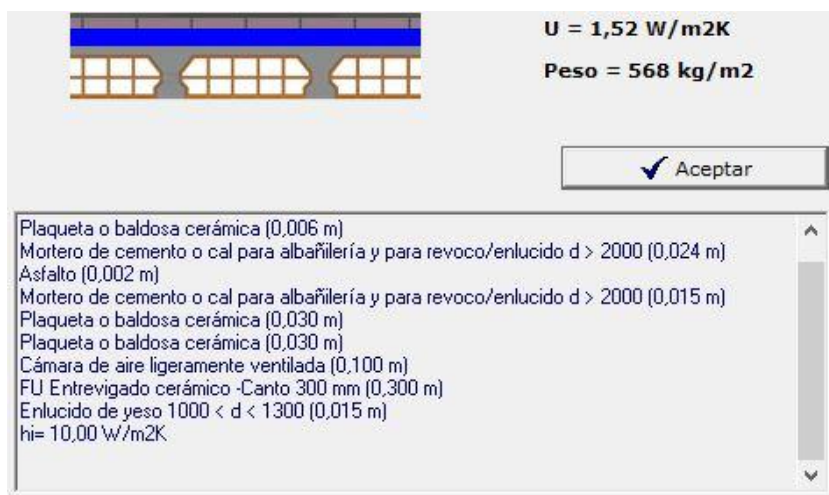 U = 1,52 W/m2K
Peso = 568 kg/m2
Aceptar
Plaqueta o baldosa cerámica (0,006 m)
Mortero de cemento o cal para albañilería y para revoco/enlucido d > 2000 (0,024 m)
Asfalto (0,002 m)
Mortero de cemento o cal para albañilería y para revoco/enlucido d > 2000 (0,015 m)
Plaqueta o baldosa cerámica (0,030 m)
Plaqueta o baldosa cerámica (0,030 m)
Cámara de aire ligeramente ventilada (0,100 m)
FU Entrevigado cerámico -Canto 300 mm (0,300 m)
Enlucido de yeso 1000 < d < 1300 (0,015 m)
hi= 10,00 W/m2K